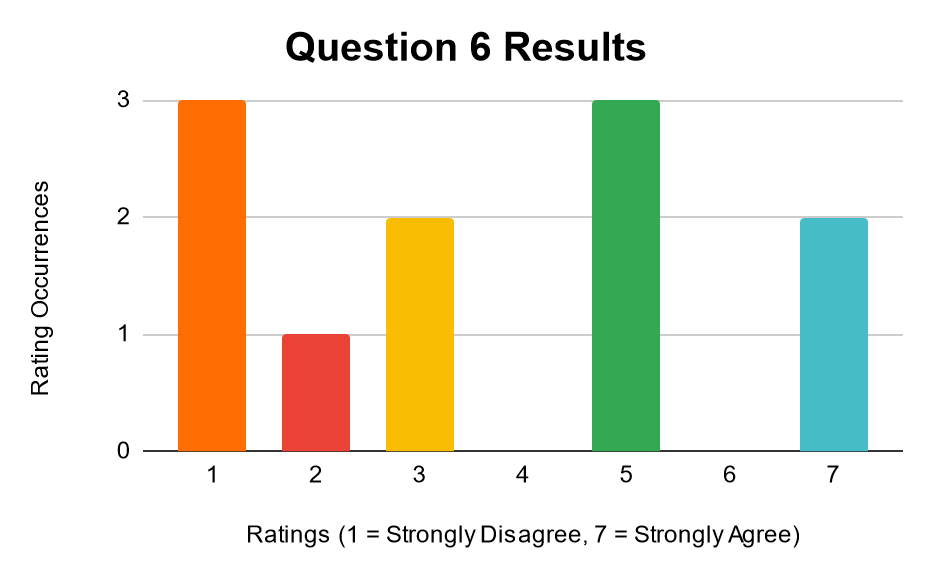 Question 6 Results
3
2
1
0
Rating Occurrences
1 2 3 4 5 6 7
Ratings (1 = Strongly Disagree, 7 = Strongly Agree)